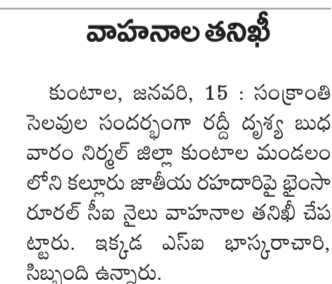 వాహనాల తనిఖీ
కుంటాల, జనవరి, 15 : సంక్రాంతి
సెలవుల సందర్భంగా రద్దీ దృశ్య బుధ
వారం నిర్మల్ జిల్లా కుంటాల మండలం
లోని కల్లూరు జాతీయ రహదారిపై భైంసా
రూరల్ సీఐ నైలు వాహనాల తనిఖీ చేప
ట్టారు. ఇక్కడ ఎస్ఐ భాస్కరాచారి,
సిబ్బంది ఉన్నారు.